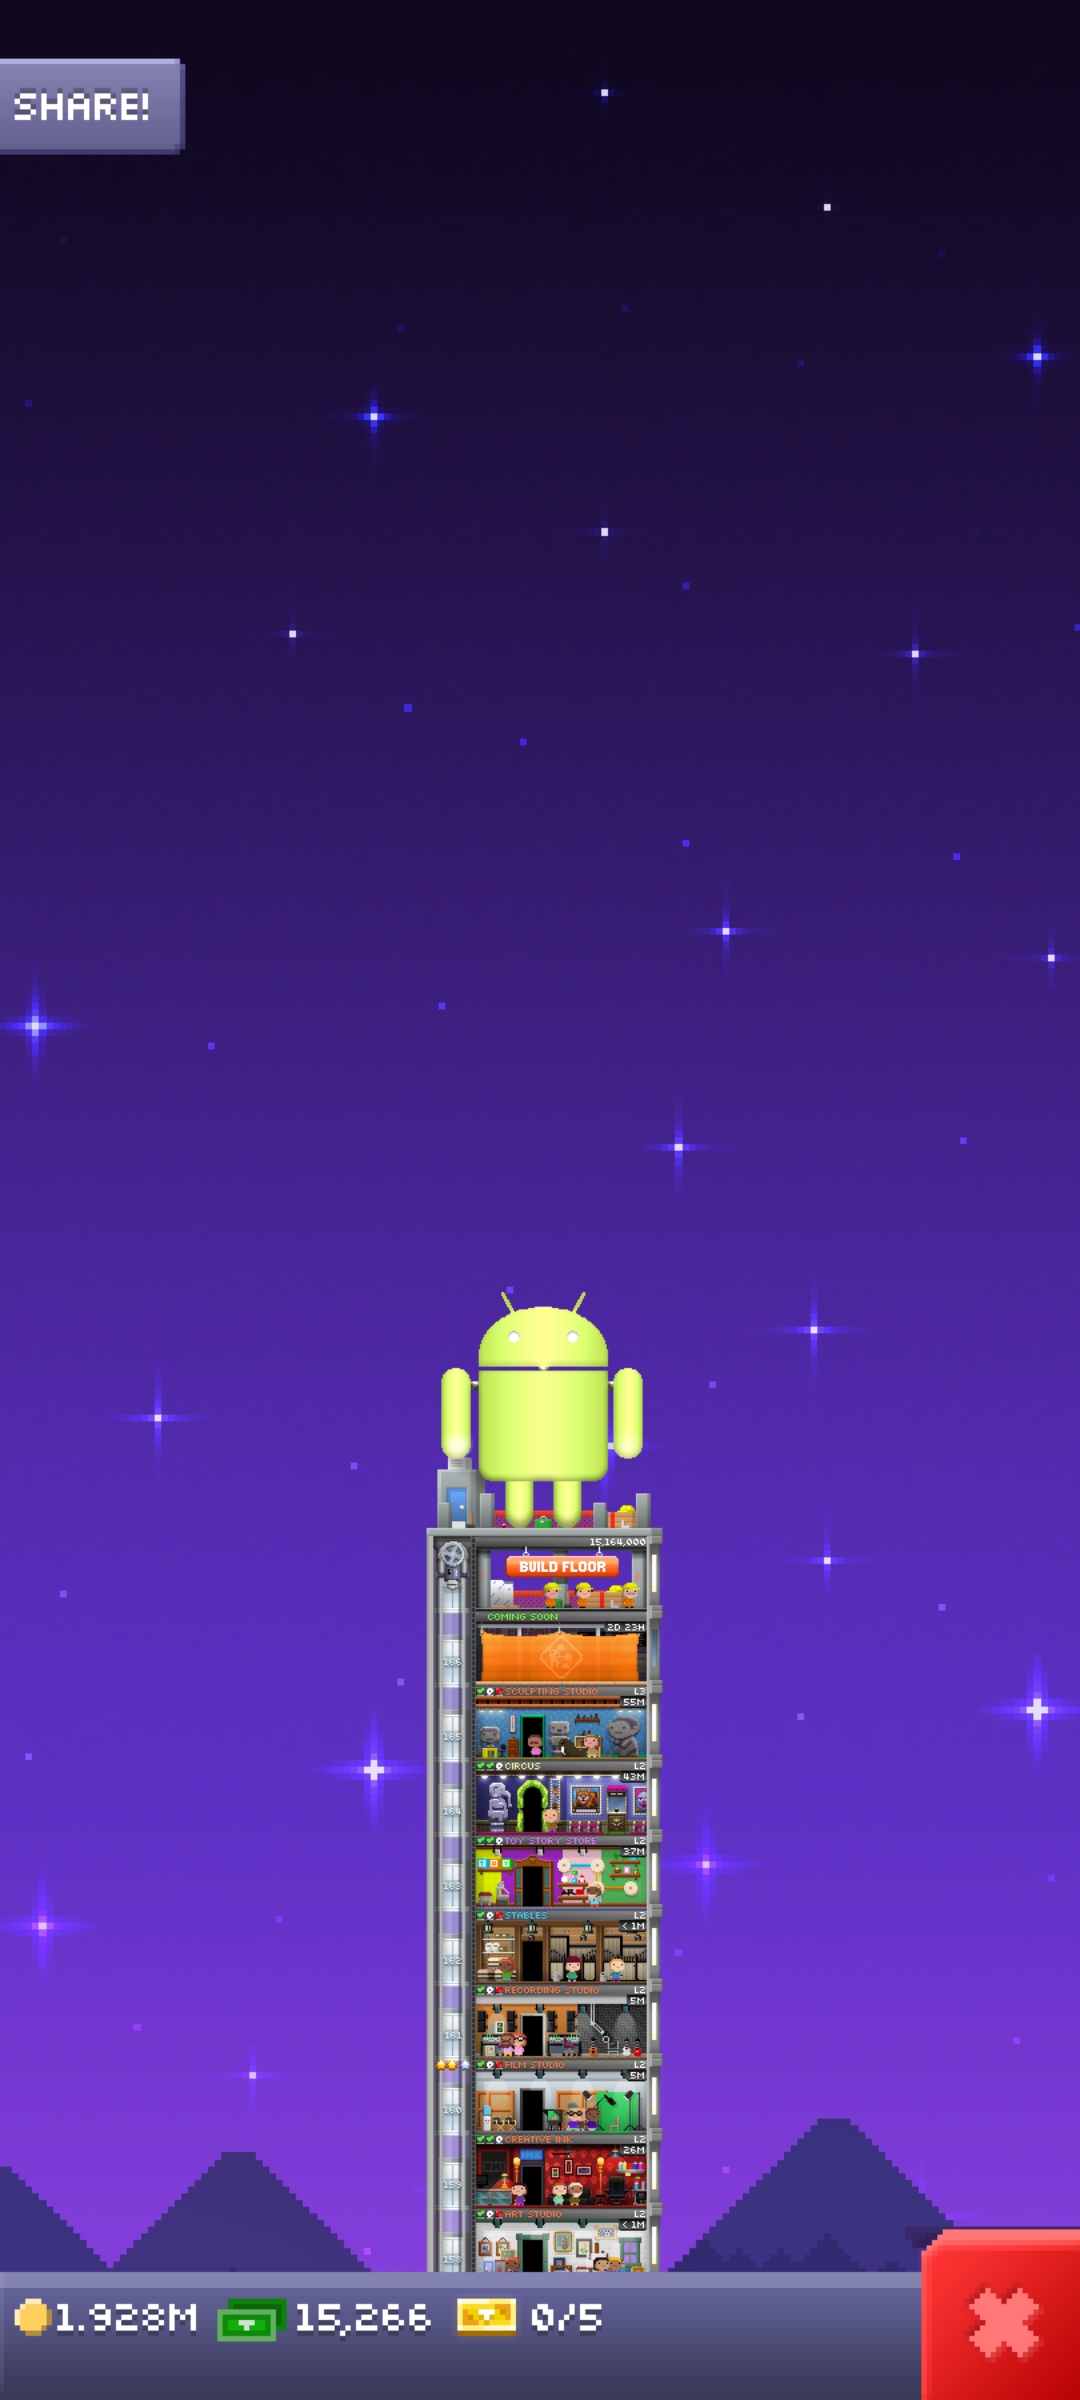 SHARE!
15,164,000
BUILD FLOOR
COMING SOON
2D 23H
166
SCULPTING STUDIO L3
55M
165
CIRCUS L2
43M
164
TOY STORY STORE L2
37M
TOY
163
STABLES L2
< 1M
162
RECORDING STUDIO L2
5M
161
FILM STUDIO L2
5M
160
CREATIVE INK L2
26M
INK
159
ART STUDIO L2
< 1M
158
1.928M 15,266 0/5